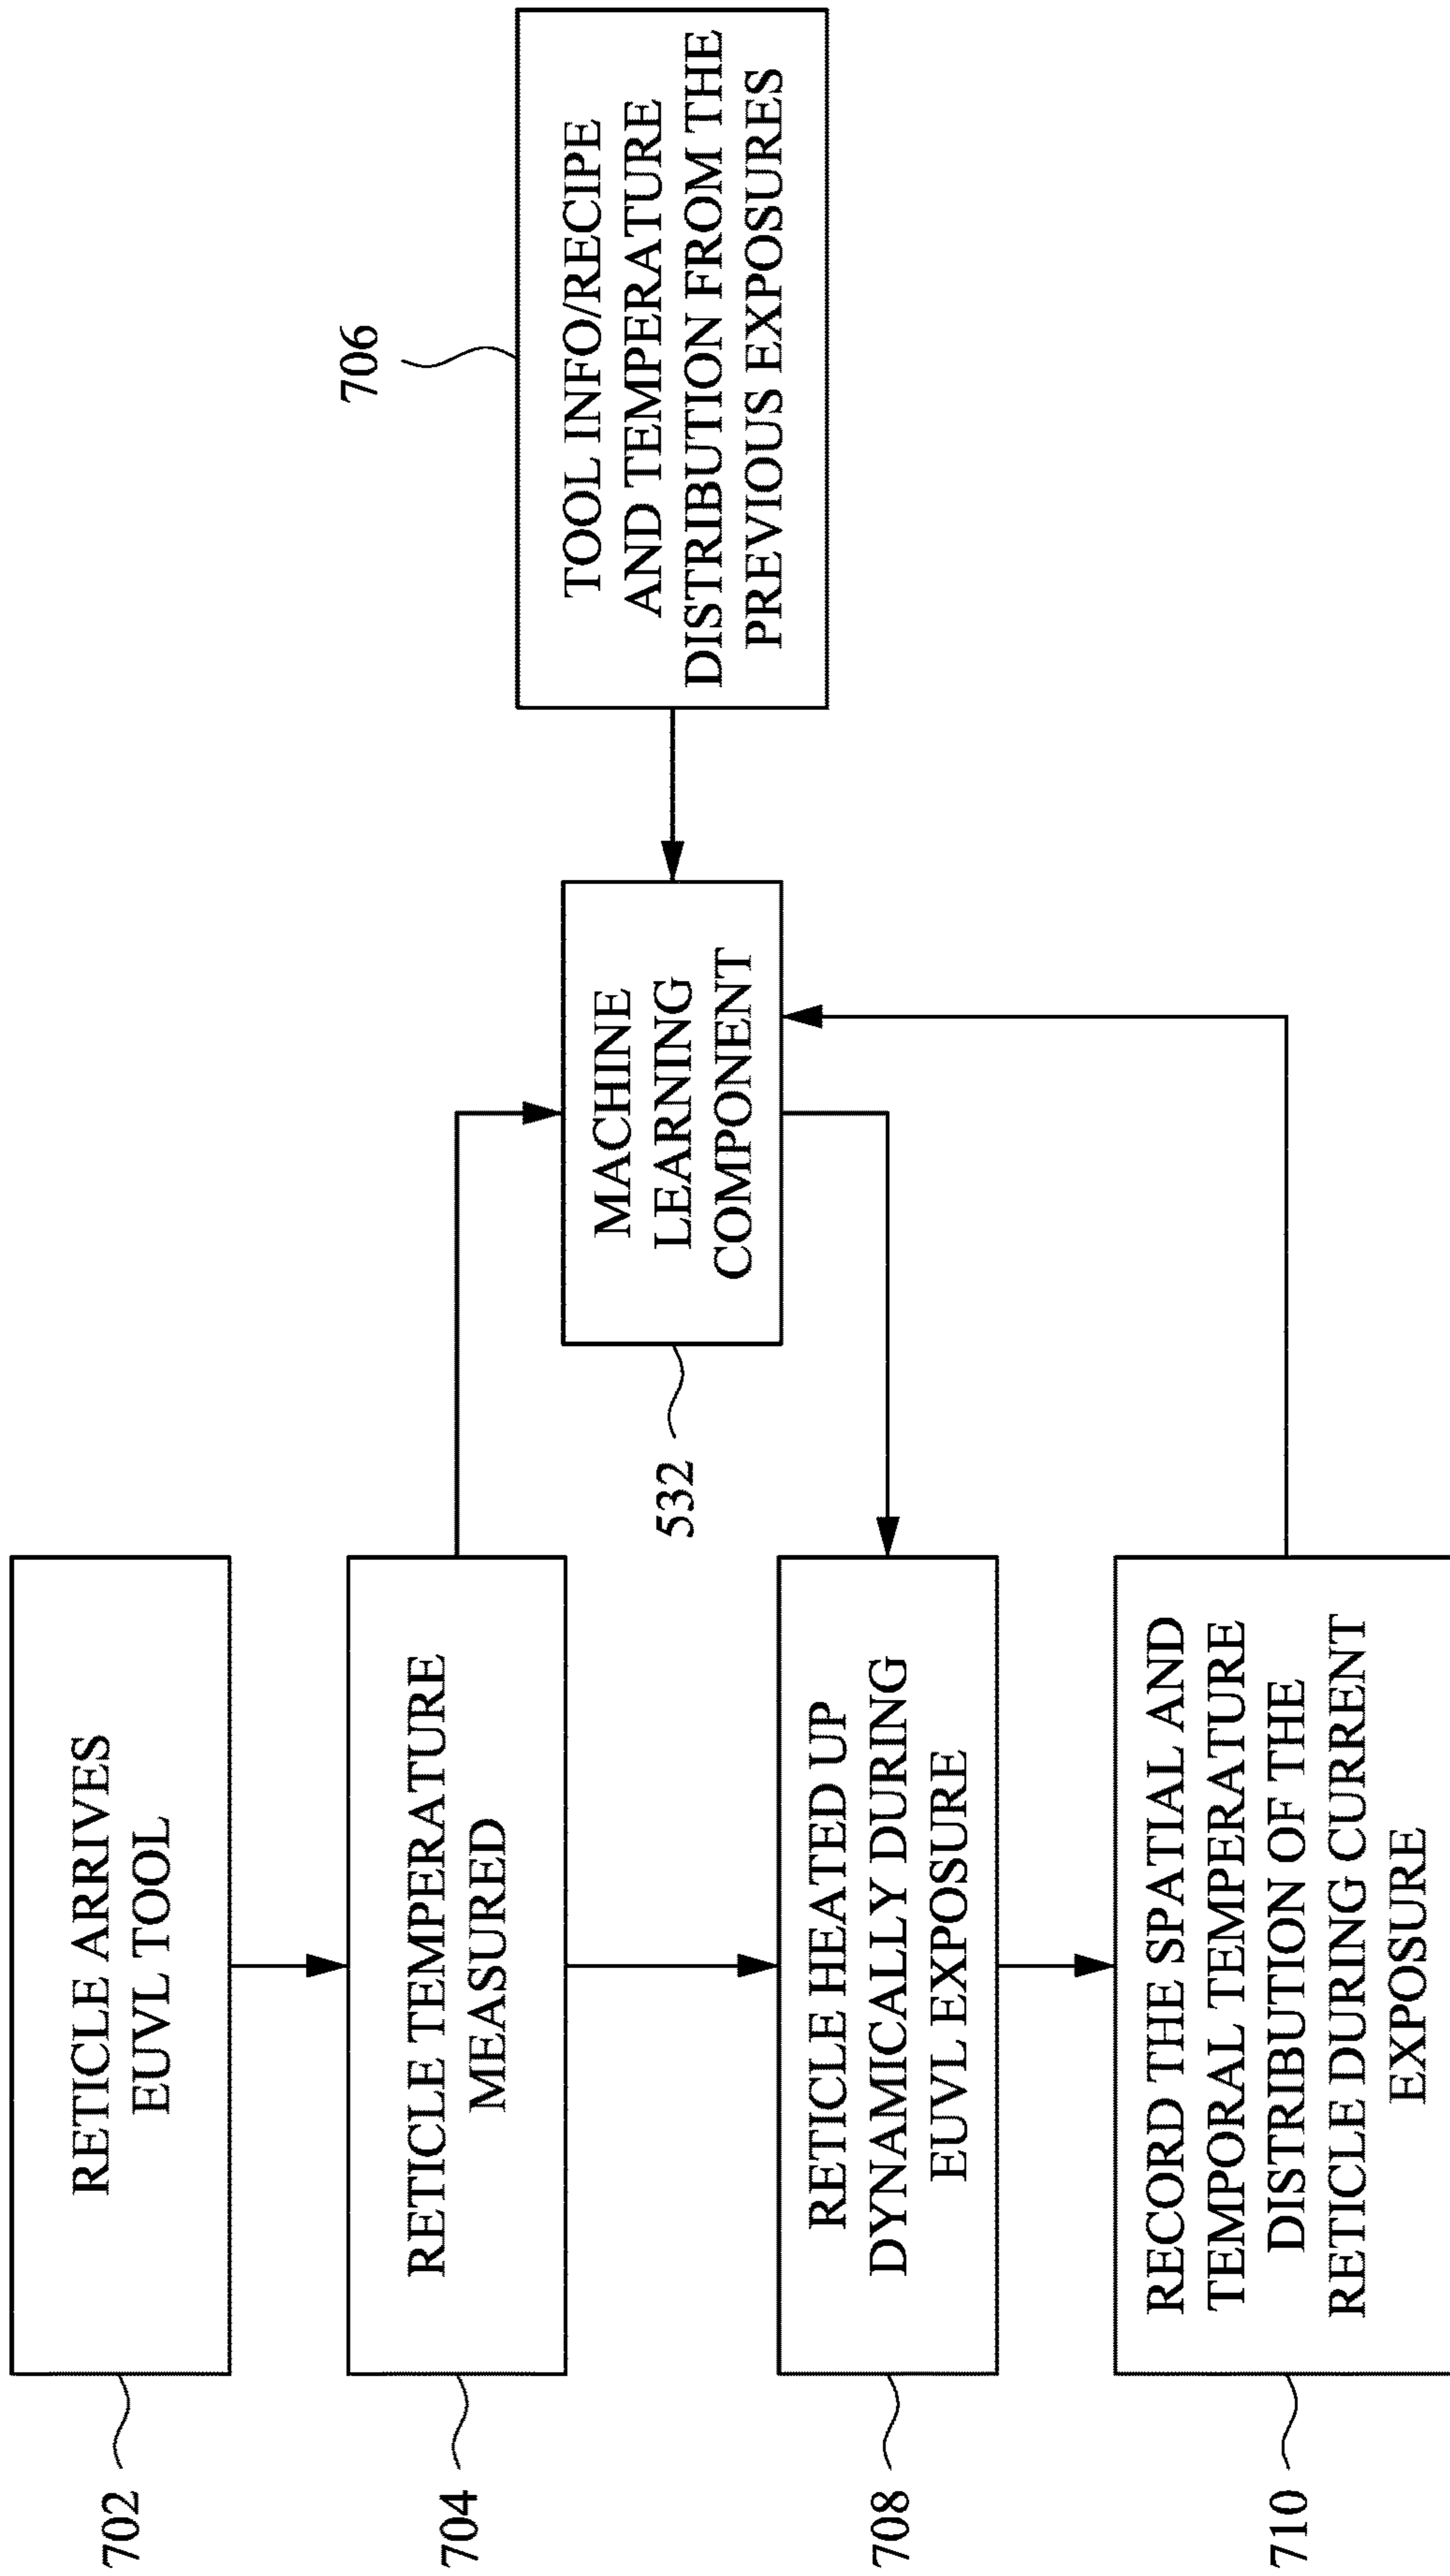 702
RETICLE ARRIVES
EUVL TOOL
704
RETICLE TEMPERATURE
MEASURED
532
MACHINE
LEARNING
COMPONENT
706
TOOL INFO/RECIPE
AND TEMPERATURE
DISTRIBUTION FROM THE
PREVIOUS EXPOSURES
708
RETICLE HEATED UP
DYNAMICALLY DURING
EUVL EXPOSURE
710
RECORD THE SPATIAL AND
TEMPORAL TEMPERATURE
DISTRIBUTION OF THE
RETICLE DURING CURRENT
EXPOSURE